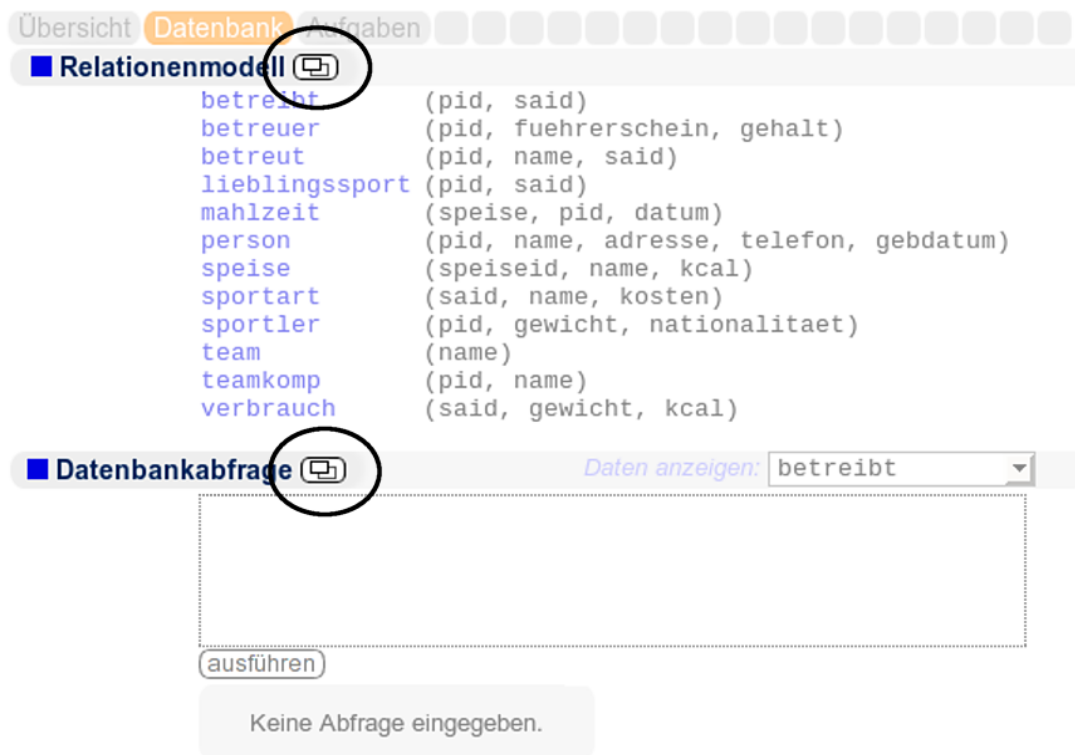 Übersicht Datenbank Aufgaben
Relationenmodell
betreibt (pid, said)
betreuer (pid, fuehrerschein, gehalt)
betreut (pid, name, said)
lieblingssport (pid, said)
mahlzeit (speise, pid, datum)
person (pid, name, adresse, telefon, gebdatum)
speise (speiseid, name, kcal)
sportart (said, name, kosten)
sportler (pid, gewicht, nationalitaet)
team (name)
teamkomp (pid, name)
verbrauch (said, gewicht, kcal)
Datenbankabfrage Daten anzeigen: betreibt
ausführen
Keine Abfrage eingegeben.